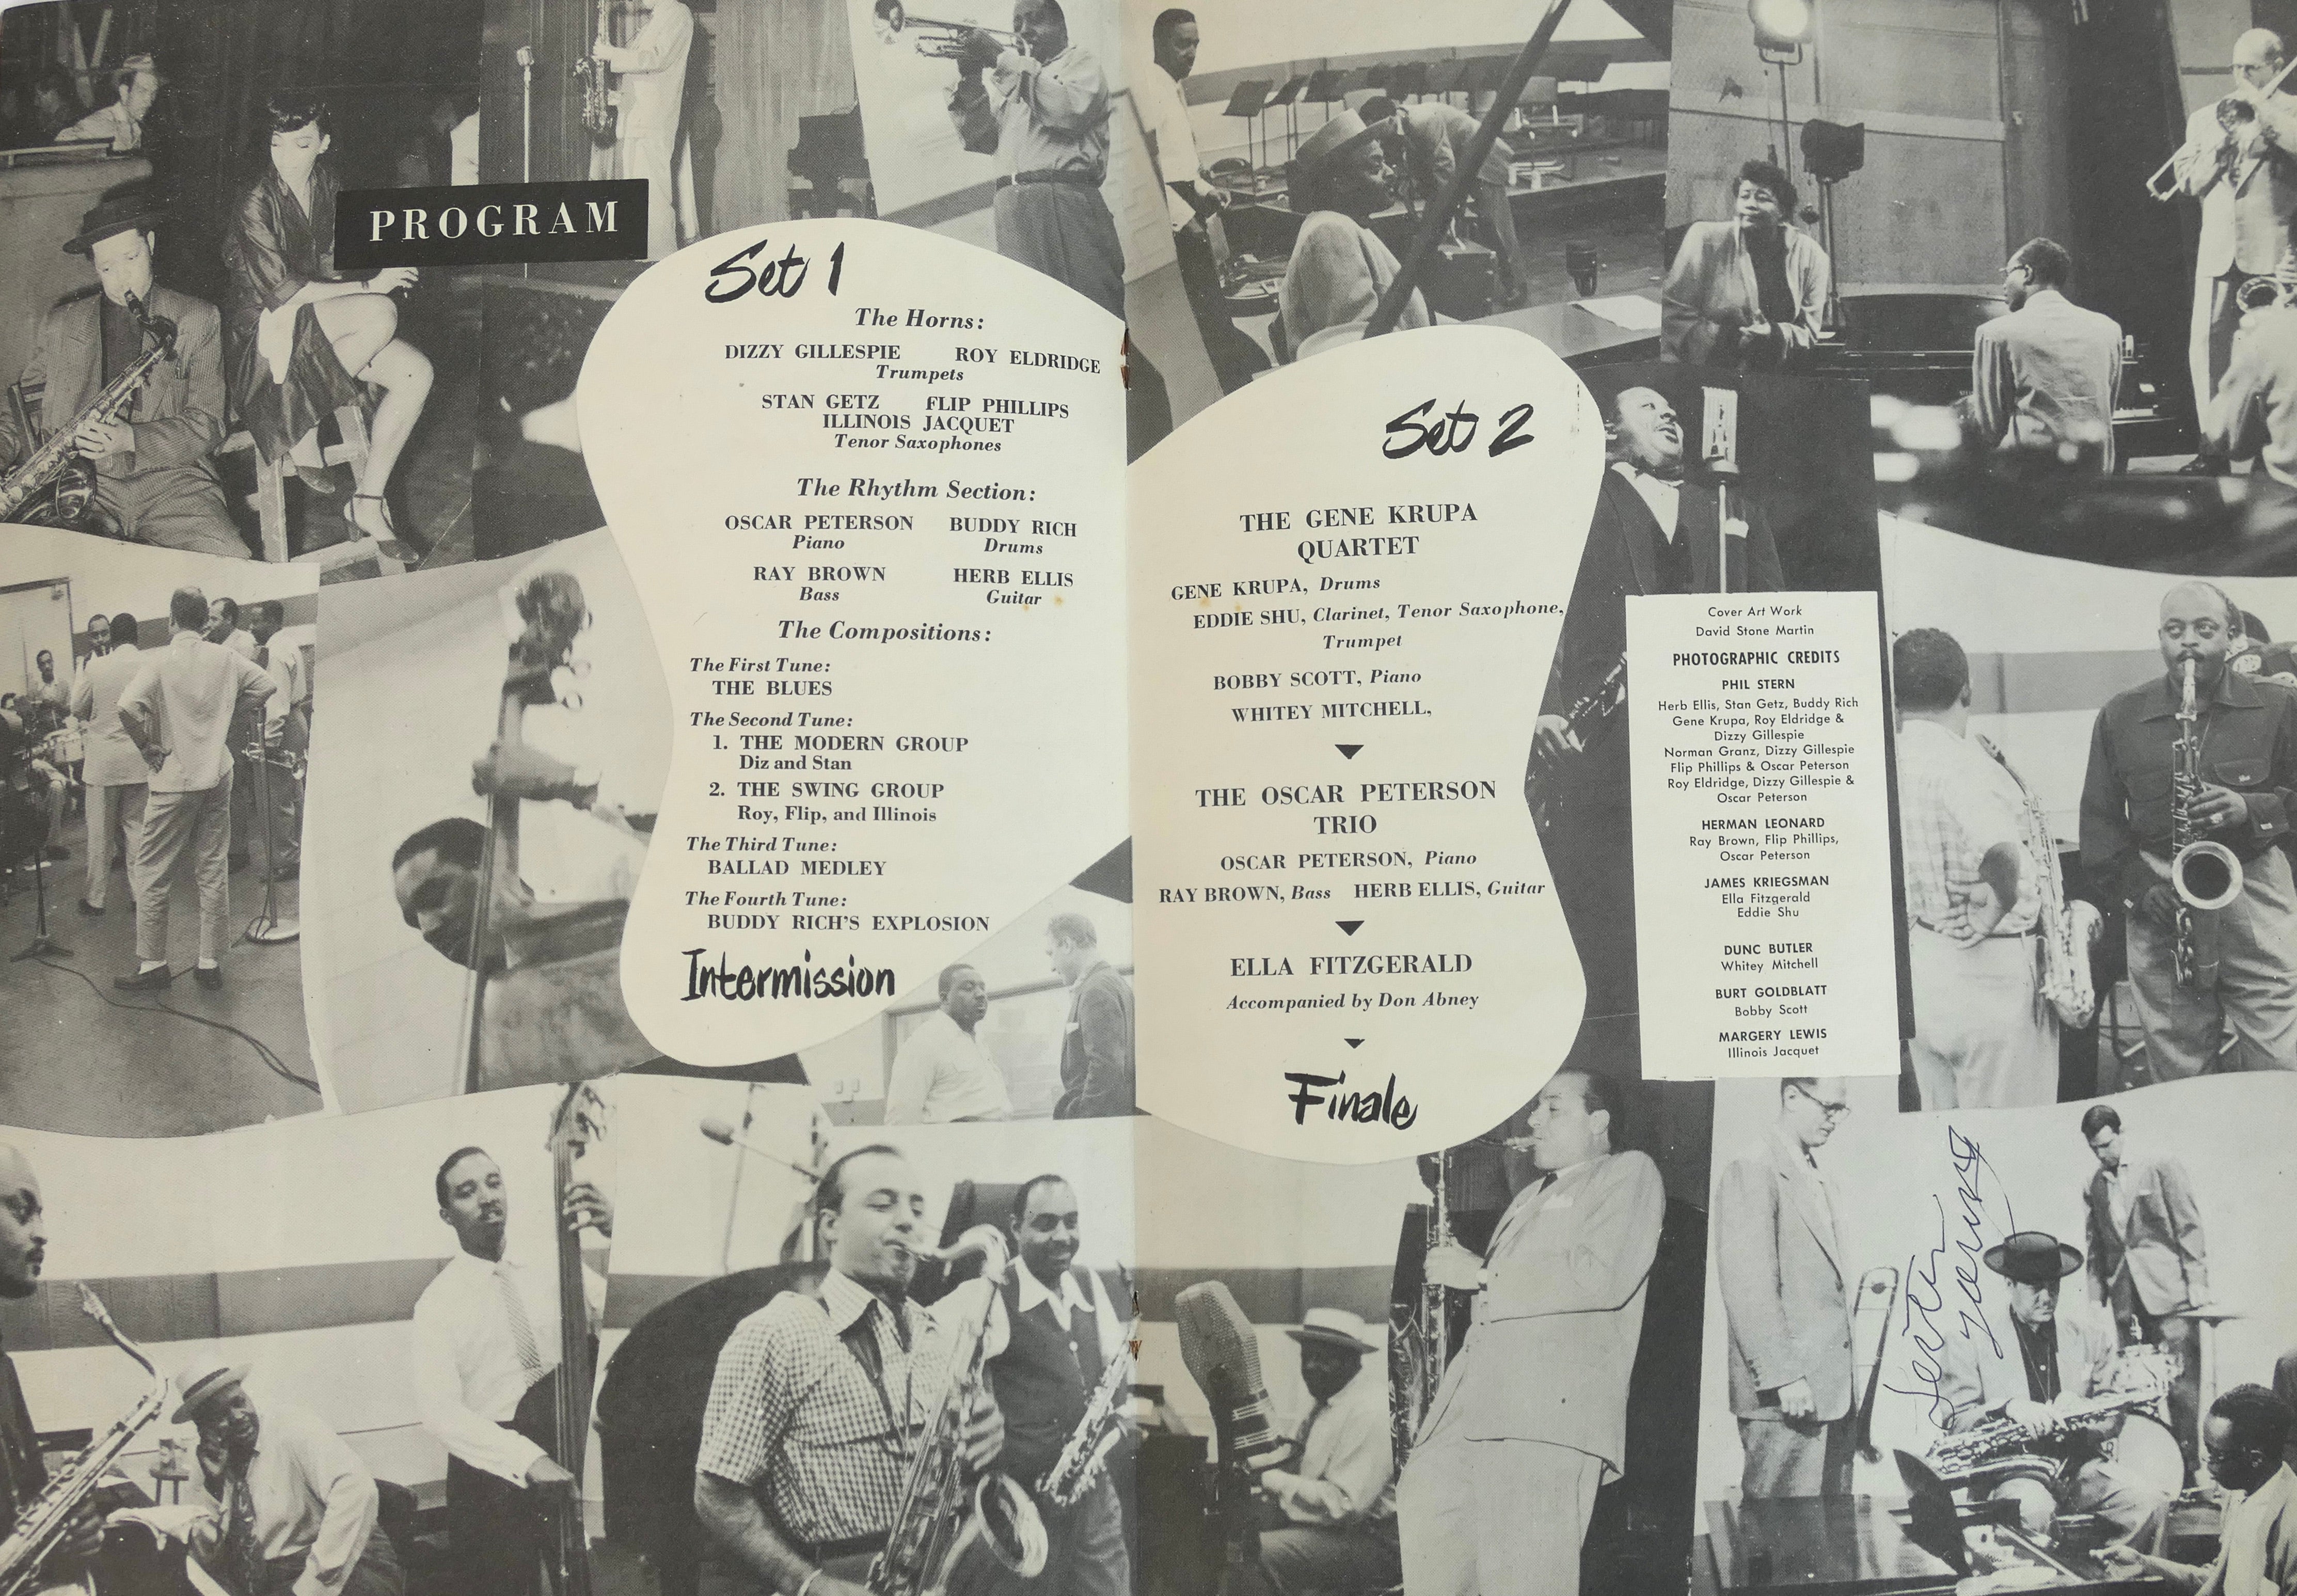 PROGRAM
Set 1
The Horns:
DIZZY GILLESPIE ROY ELDRIDGE
Trumpets
STAN GETZ FLIP PHILLIPS
ILLINOIS JACQUET
Tenor Saxophones
The Rhythm Section:
OSCAR PETERSON BUDDY RICH
Piano Drums
RAY BROWN HERB ELLIS
Bass Guitar
The Compositions:
The First Tune:
THE BLUES
The Second Tune:
1. THE MODERN GROUP
Diz and Stan
2. THE SWING GROUP
Roy, Flip, and Illinois
The Third Tune:
BALLAD MEDLEY
The Fourth Tune:
BUDDY RICH'S EXPLOSION
Intermission
Set 2
THE GENE KRUPA
QUARTET
GENE KRUPA, Drums
EDDIE SHU, Clarinet, Tenor Saxophone,
Trumpet
BOBBY SCOTT, Piano
WHITEY MITCHELL,
THE OSCAR PETERSON
TRIO
OSCAR PETERSON, Piano
RAY BROWN, Bass HERB ELLIS, Guitar
ELLA FITZGERALD
Accompanied by Don Abney
Finale
Cover Art Work
David Stone Martin
PHOTOGRAPHIC CREDITS
PHIL STERN
Herb Ellis, Stan Getz, Buddy Rich
Gene Krupa, Roy Eldridge &
Dizzy Gillespie
Norman Granz, Dizzy Gillespie
Flip Phillips & Oscar Peterson
Roy Eldridge, Dizzy Gillespie &
Oscar Peterson
HERMAN LEONARD
Ray Brown, Flip Phillips,
Oscar Peterson
JAMES KRIEGSMAN
Ella Fitzgerald
Eddie Shu
DUNC BUTLER
Whitey Mitchell
BURT GOLDBLATT
Bobby Scott
MARGERY LEWIS
Illinois Jacquet
Lester
Young